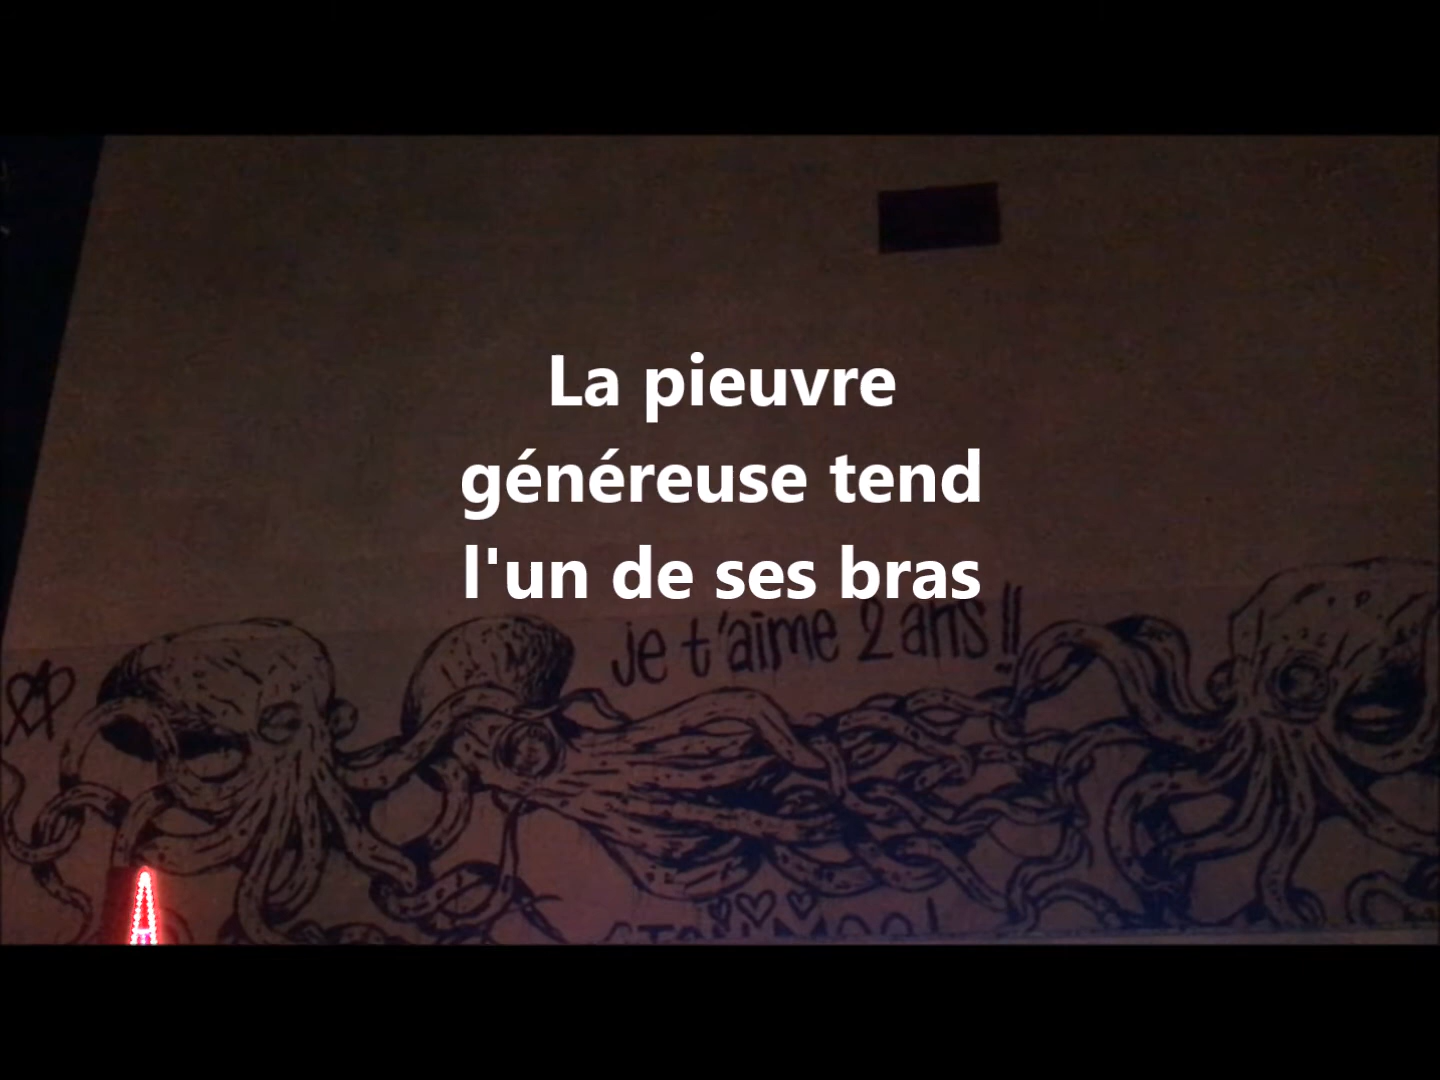 La pieuvre
généreuse tend
l'un de ses bras
je t'aime 2 ans !!